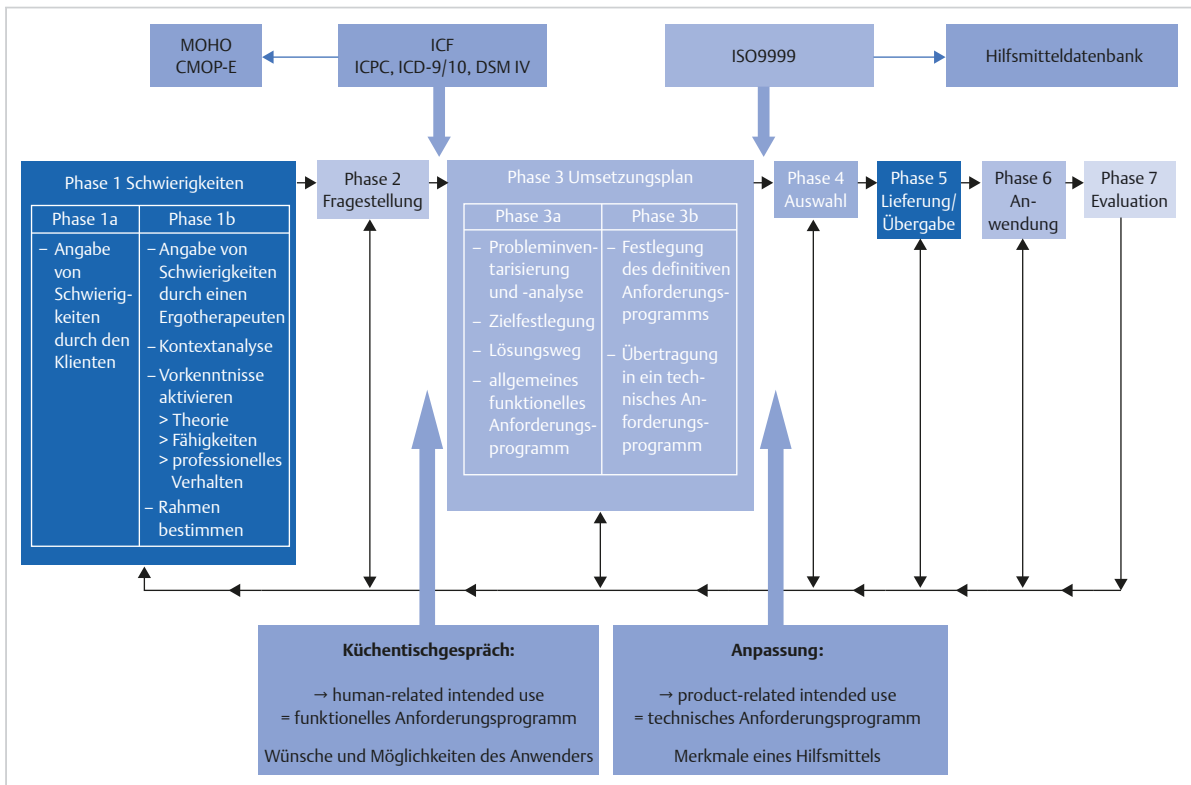 MOHO
CMOP-E
ICF
ICPC, ICD-9/10, DSM IV
ISO9999
Hilfsmitteldatenbank
Phase 1 Schwierigkeiten
Phase 1a
– Angabe
von
Schwierig-
keiten
durch den
Klienten
Phase 1b
– Angabe von
Schwierigkeiten
durch einen
Ergotherapeuten
– Kontextanalyse
– Vorkenntnisse
aktivieren
> Theorie
> Fähigkeiten
> professionelles
Verhalten
– Rahmen
bestimmen
Phase 2
Fragestellung
Phase 3 Umsetzungsplan
Phase 3a
– Probleminven-
tarisierung
und -analyse
– Zielfestlegung
– Lösungsweg
– allgemeines
funktionelles
Anforderungs-
programm
Phase 3b
– Festlegung
des definitiven
Anforderungs-
programms
– Übertragung
in ein tech-
nisches An-
forderungs-
programm
Phase 4
Auswahl
Phase 5
Lieferung/
Übergabe
Phase 6
An-
wendung
Phase 7
Evaluation
Küchentischgespräch:
→ human-related intended use
= funktionelles Anforderungsprogramm
Wünsche und Möglichkeiten des Anwenders
Anpassung:
→ product-related intended use
= technisches Anforderungsprogramm
Merkmale eines Hilfsmittels